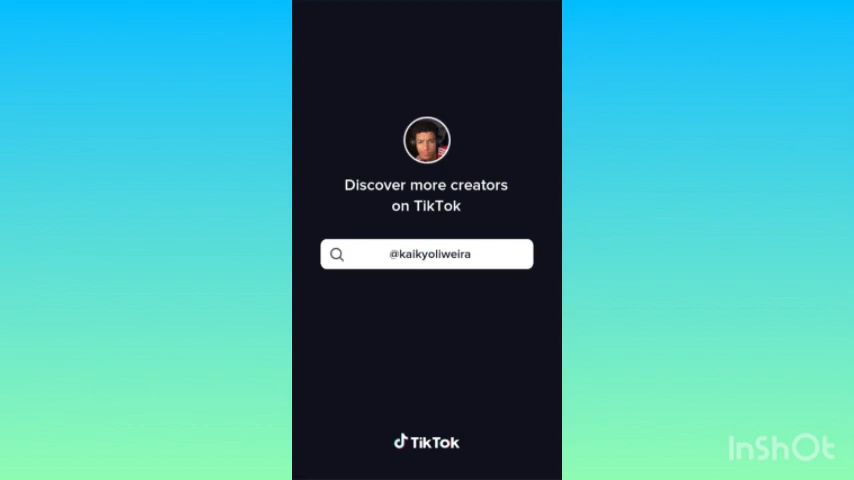 Discover more creators
on TikTok
@kaikyoliweira
TikTok
InShOt